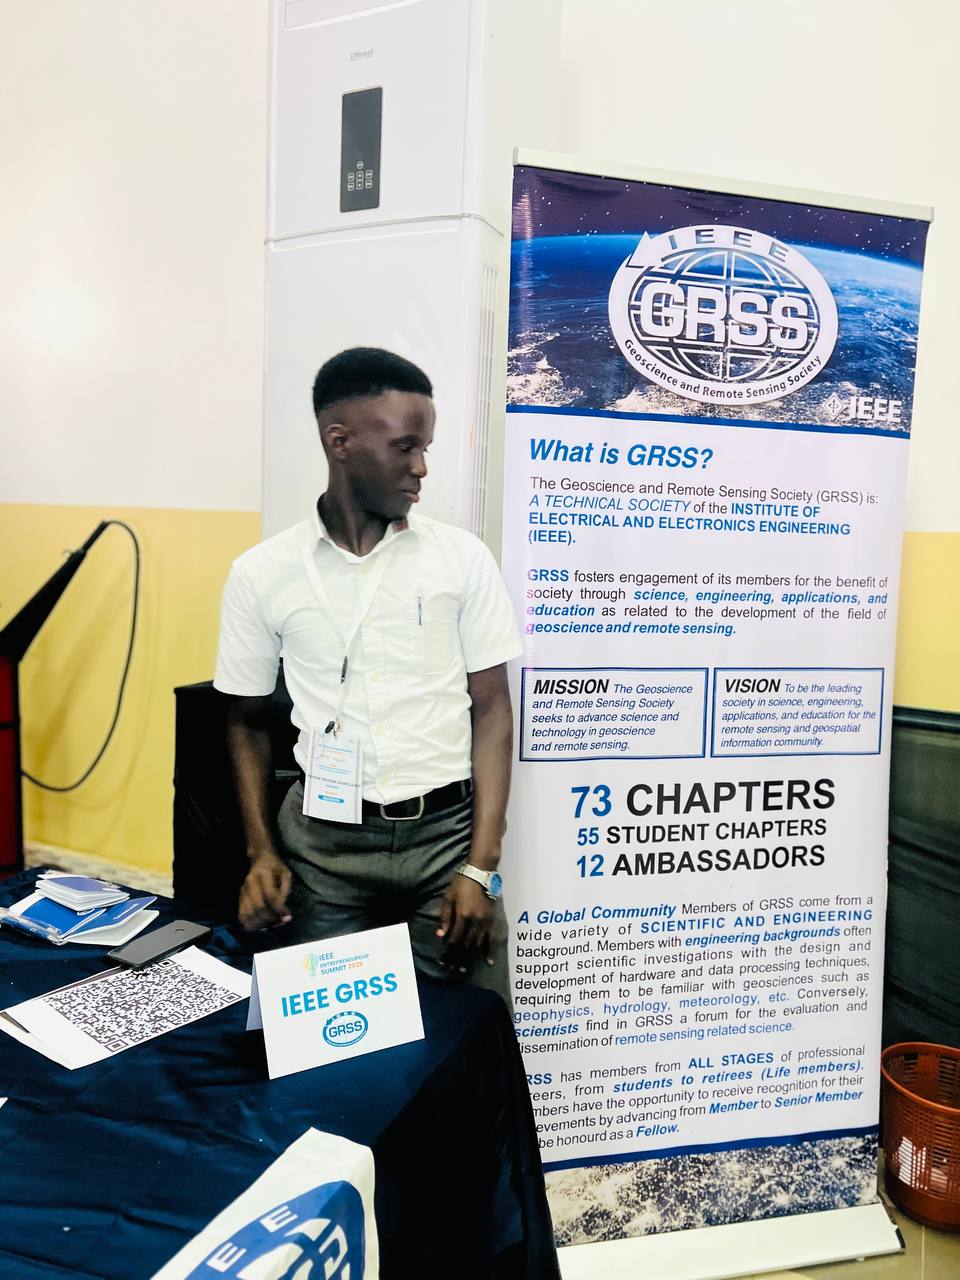 IEEE
GRSS
Geoscience and Remote Sensing Society
IEEE
What is GRSS?
The Geoscience and Remote Sensing Society (GRSS) is:
A TECHNICAL SOCIETY of the INSTITUTE OF
ELECTRICAL AND ELECTRONICS ENGINEERING
(IEEE).
GRSS fosters engagement of its members for the benefit of
society through science, engineering, applications, and
education as related to the development of the field of
geoscience and remote sensing.
MISSION The Geoscience
and Remote Sensing Society
seeks to advance science and
technology in geoscience
and remote sensing.
VISION To be the leading
society in science, engineering,
applications, and education for the
remote sensing and geospatial
information community.
73 CHAPTERS
55 STUDENT CHAPTERS
12 AMBASSADORS
A Global Community Members of GRSS come from a
wide variety of SCIENTIFIC AND ENGINEERING
background. Members with engineering backgrounds often
support scientific investigations with the design and
development of hardware and data processing techniques,
requiring them to be familiar with geosciences such as
geophysics, hydrology, meteorology, etc. Conversely,
scientists find in GRSS a forum for the evaluation and
issemination of remote sensing related science.
RSS has members from ALL STAGES of professional
reers, from students to retirees (Life members).
mbers have the opportunity to receive recognition for their
evements by advancing from Member to Senior Member
be honourd as a Fellow.
IEEE
ENTREPRENEURSHIP
SUMMIT 2025
IEEE GRSS
GRSS